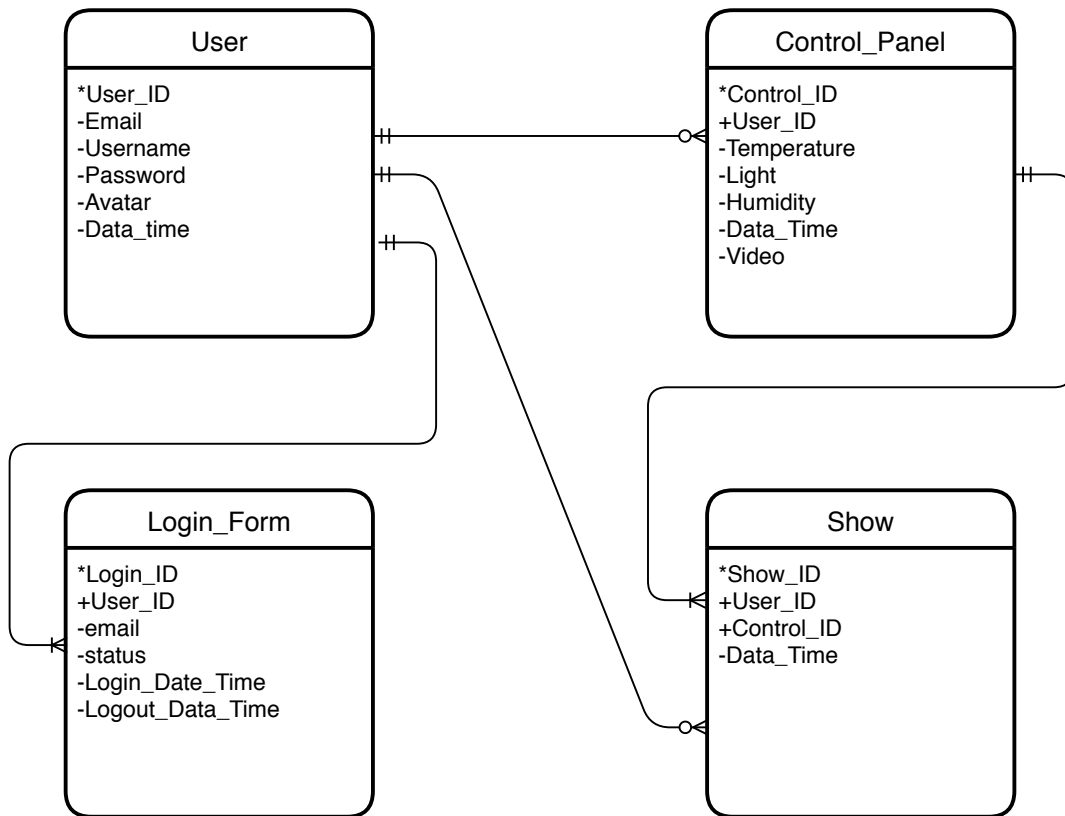 User
*User_ID
-Email
-Username
-Password
-Avatar
-Data_time
Control_Panel
*Control_ID
+User_ID
-Temperature
-Light
-Humidity
-Data_Time
-Video
Login_Form
*Login_ID
+User_ID
-email
-status
-Login_Date_Time
-Logout_Data_Time
Show
*Show_ID
+User_ID
+Control_ID
-Data_Time